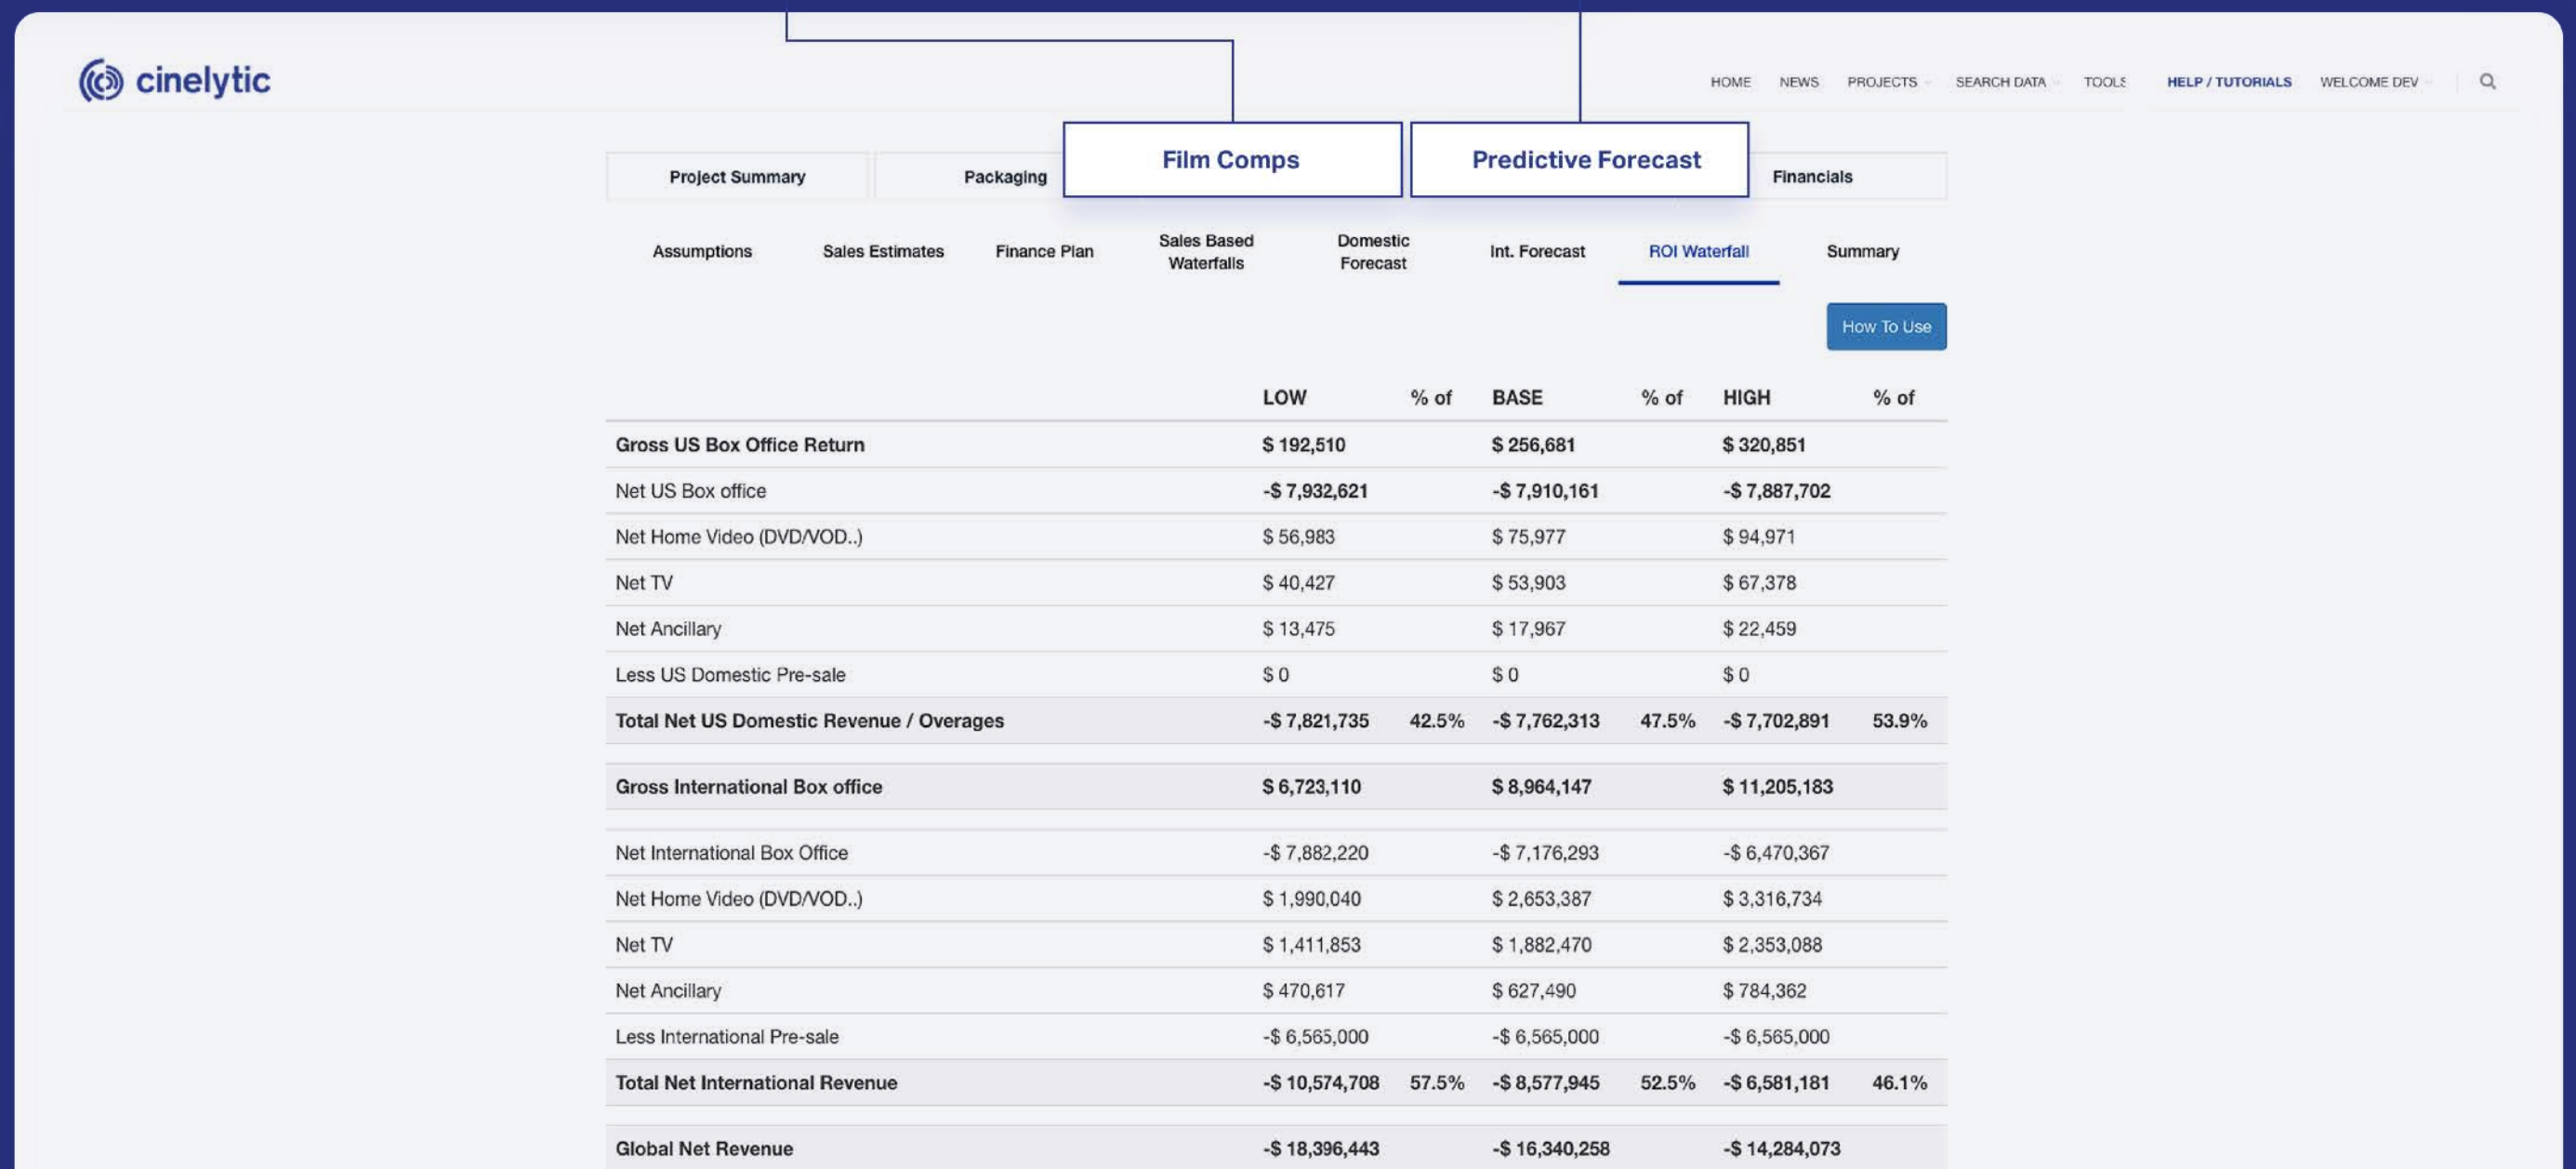 cinelytic
HOME NEWS PROJECTS SEARCH DATA TOOLS HELP / TUTORIALS WELCOME DEV
Project Summary Packaging Film Comps Predictive Forecast Financials
Assumptions Sales Estimates Finance Plan Sales Based Waterfalls Domestic Forecast Int. Forecast ROI Waterfall Summary
How To Use
LOW % of BASE % of HIGH % of
Gross US Box Office Return $ 192,510 $ 256,681 $ 320,851
Net US Box office -$ 7,932,621 -$ 7,910,161 -$ 7,887,702
Net Home Video (DVD/VOD..) $ 56,983 $ 75,977 $ 94,971
Net TV $ 40,427 $ 53,903 $ 67,378
Net Ancillary $ 13,475 $ 17,967 $ 22,459
Less US Domestic Pre-sale $ 0 $ 0 $ 0
Total Net US Domestic Revenue / Overages -$ 7,821,735 42.5% -$ 7,762,313 47.5% -$ 7,702,891 53.9%
Gross International Box office $ 6,723,110 $ 8,964,147 $ 11,205,183
Net International Box Office -$ 7,882,220 -$ 7,176,293 -$ 6,470,367
Net Home Video (DVD/VOD..) $ 1,990,040 $ 2,653,387 $ 3,316,734
Net TV $ 1,411,853 $ 1,882,470 $ 2,353,088
Net Ancillary $ 470,617 $ 627,490 $ 784,362
Less International Pre-sale -$ 6,565,000 -$ 6,565,000 -$ 6,565,000
Total Net International Revenue -$ 10,574,708 57.5% -$ 8,577,945 52.5% -$ 6,581,181 46.1%
Global Net Revenue -$ 18,396,443 -$ 16,340,258 -$ 14,284,073